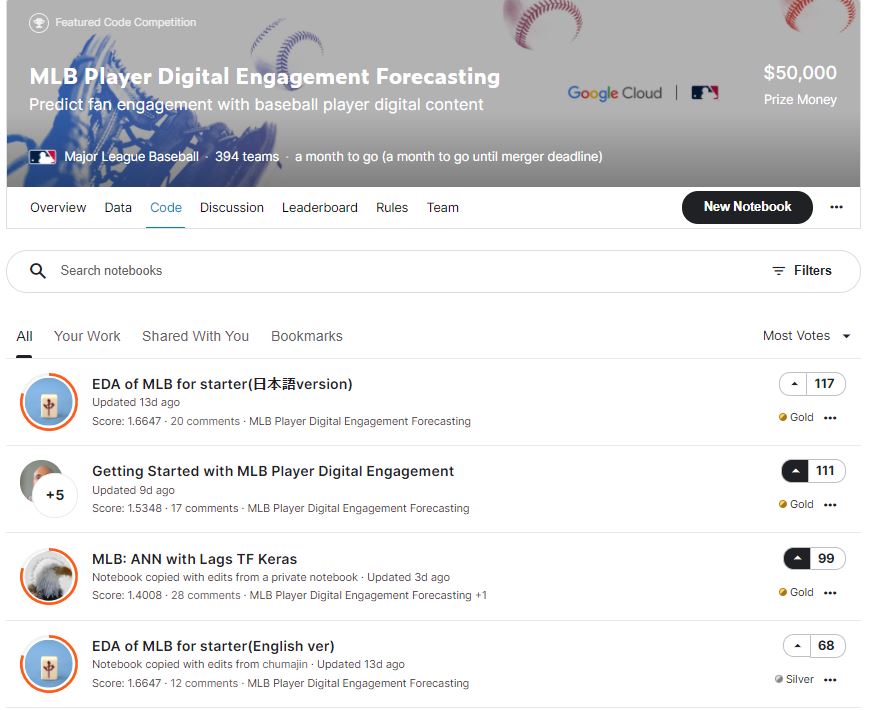 Featured Code Competition
MLB Player Digital Engagement Forecasting
$50,000
Predict fan engagement with baseball player digital content
Google Cloud
Prize Money
Major League Baseball · 394 teams · a month to go (a month to go until merger deadline)
Overview Data Code Discussion Leaderboard Rules Team New Notebook
Search notebooks Filters
All Your Work Shared With You Bookmarks Most Votes
EDA of MLB for starter(日本語version) 117
Updated 13d ago
Score: 1.6647 · 20 comments · MLB Player Digital Engagement Forecasting Gold
Getting Started with MLB Player Digital Engagement 111
+5
Updated 9d ago
Score: 1.5348 · 17 comments · MLB Player Digital Engagement Forecasting Gold
MLB: ANN with Lags TF Keras 99
Notebook copied with edits from a private notebook · Updated 3d ago
Score: 1.4008 · 28 comments · MLB Player Digital Engagement Forecasting +1 Gold
EDA of MLB for starter(English ver) 68
Notebook copied with edits from chumajin · Updated 13d ago
Score: 1.6647 · 12 comments · MLB Player Digital Engagement Forecasting Silver